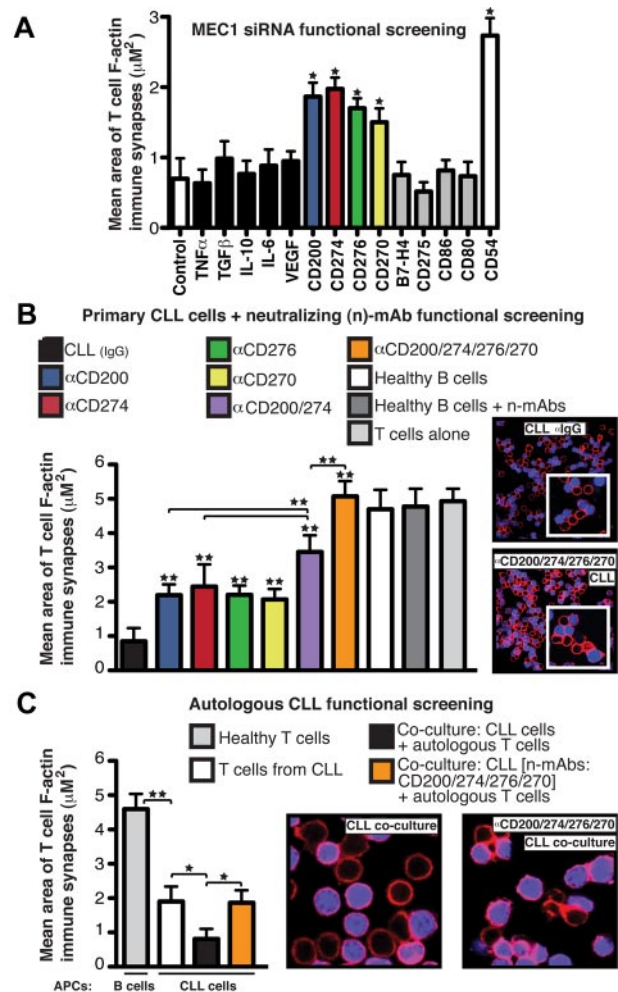 A
MEC1 siRNA functional screening
Mean area of T cell F-actin
immune synapses (μM²)
3
2
1
0
Control
TNFα
TGFβ
IL-10
IL-6
VEGF
CD200
CD274
CD276
CD270
B7-H4
CD275
CD86
CD80
CD54
B
Primary CLL cells + neutralizing (n)-mAb functional screening
CLL (IgG)
αCD200
αCD274
αCD276
αCD270
αCD200/274
αCD200/274/276/270
Healthy B cells
Healthy B cells + n-mAbs
T cells alone
Mean area of T cell F-actin
immune synapses (μM²)
6
5
4
3
2
1
0
CLL αIgG
αCD200/274/276/270
CLL
C
Autologous CLL functional screening
Healthy T cells
T cells from CLL
Co-culture: CLL cells
+ autologous T cells
Co-culture: CLL [n-mAbs:
CD200/274/276/270]
+ autologous T cells
Mean area of T cell F-actin
immune synapses (μM²)
6
5
4
3
2
1
0
APCs: B cells CLL cells
CLL co-culture
αCD200/274/276/270
CLL co-culture